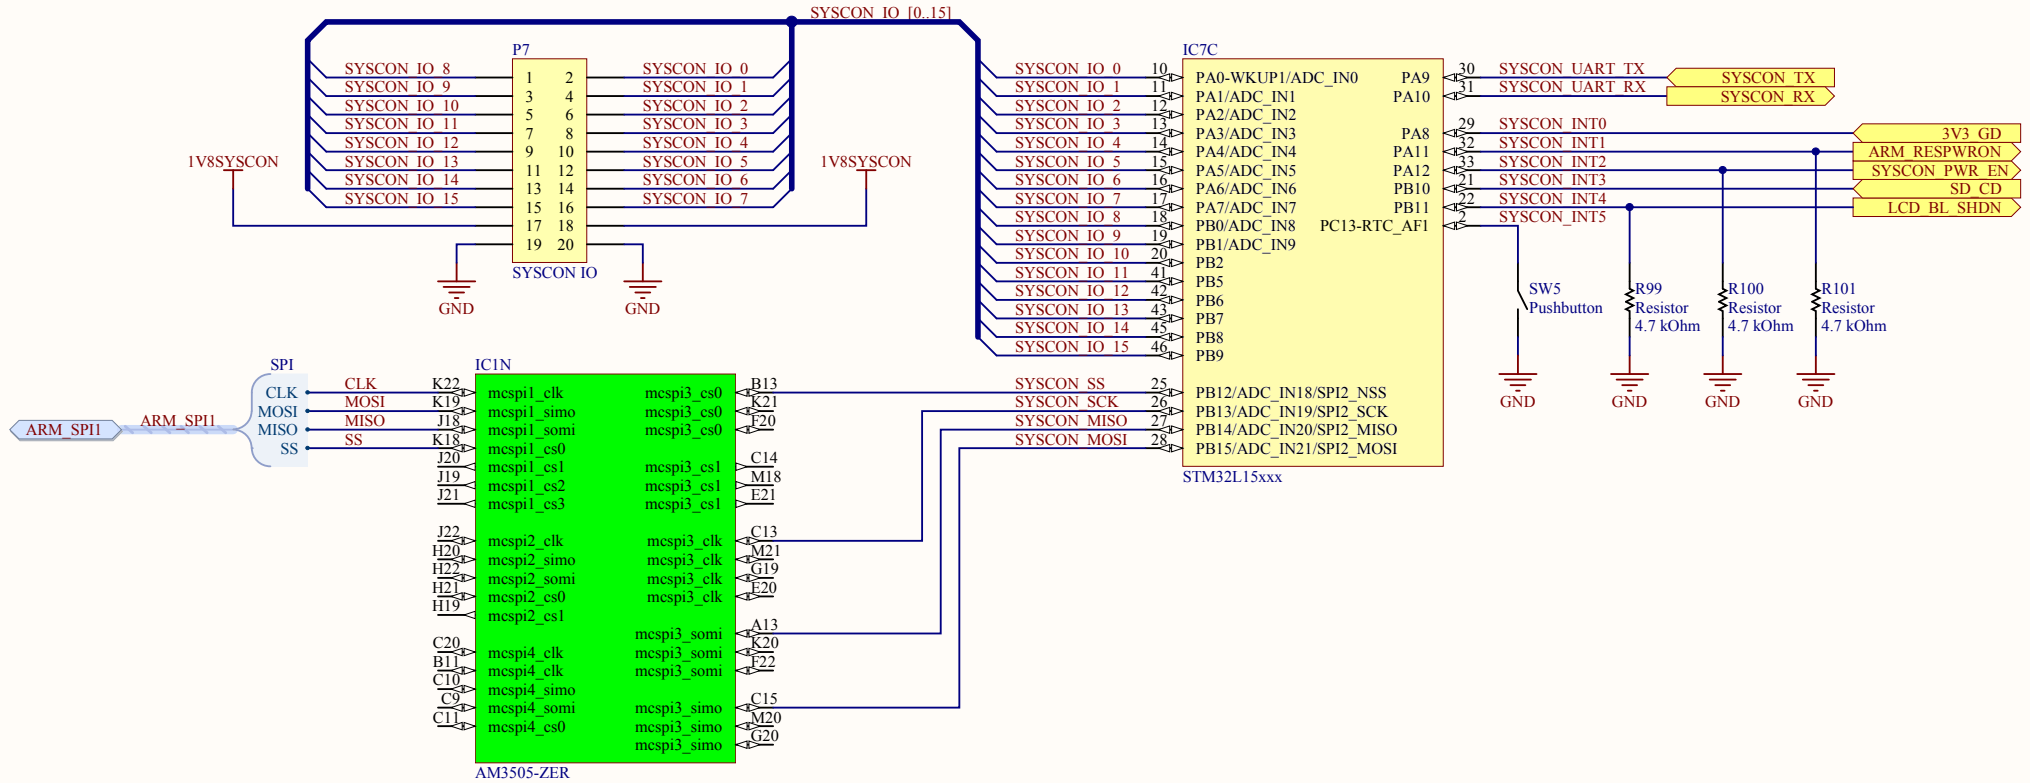 SYSCON_IO_[0..15]
P7
SYSCON_IO_8 1 2 SYSCON_IO_0
SYSCON_IO_9 3 4 SYSCON_IO_1
SYSCON_IO_10 5 6 SYSCON_IO_2
SYSCON_IO_11 7 8 SYSCON_IO_3
SYSCON_IO_12 9 10 SYSCON_IO_4
SYSCON_IO_13 11 12 SYSCON_IO_5
SYSCON_IO_14 13 14 SYSCON_IO_6
SYSCON_IO_15 15 16 SYSCON_IO_7
1V8SYSCON 17 18 1V8SYSCON
19 20
SYSCON IO
GND
GND
IC7C
SYSCON_IO_0 10 PA0-WKUP1/ADC_IN0
SYSCON_IO_1 11 PA1/ADC_IN1
SYSCON_IO_2 12 PA2/ADC_IN2
SYSCON_IO_3 13 PA3/ADC_IN3
SYSCON_IO_4 14 PA4/ADC_IN4
SYSCON_IO_5 15 PA5/ADC_IN5
SYSCON_IO_6 16 PA6/ADC_IN6
SYSCON_IO_7 17 PA7/ADC_IN7
SYSCON_IO_8 18 PB0/ADC_IN8
SYSCON_IO_9 19 PB1/ADC_IN9
SYSCON_IO_10 20 PB2
SYSCON_IO_11 41 PB5
SYSCON_IO_12 42 PB6
SYSCON_IO_13 43 PB7
SYSCON_IO_14 45 PB8
SYSCON_IO_15 46 PB9
SYSCON_SS 25 PB12/ADC_IN18/SPI2_NSS
SYSCON_SCK 26 PB13/ADC_IN19/SPI2_SCK
SYSCON_MISO 27 PB14/ADC_IN20/SPI2_MISO
SYSCON_MOSI 28 PB15/ADC_IN21/SPI2_MOSI
STM32L15xxx
PA9 30 SYSCON_UART_TX SYSCON_TX
PA10 31 SYSCON_UART_RX SYSCON_RX
PA8 29 SYSCON_INT0 3V3_GD
PA11 32 SYSCON_INT1 ARM_RESPWRON
PA12 33 SYSCON_INT2 SYSCON_PWR_EN
PB10 21 SYSCON_INT3 SD_CD
PB11 22 SYSCON_INT4 LCD_BL_SHDN
PC13-RTC_AF1 2 SYSCON_INT5
SW5
Pushbutton
GND
R99
Resistor
4.7 kOhm
GND
R100
Resistor
4.7 kOhm
GND
R101
Resistor
4.7 kOhm
GND
ARM_SPI1
ARM_SPI1
SPI
CLK CLK K22 mcspi1_clk
MOSI MOSI K19 mcspi1_simo
MISO MISO J18 mcspi1_somi
SS SS K18 mcspi1_cs0
IC1N
J20 mcspi1_cs1
J19 mcspi1_cs2
J21 mcspi1_cs3
J22 mcspi2_clk
H20 mcspi2_simo
H22 mcspi2_somi
H21 mcspi2_cs0
H19 mcspi2_cs1
C20 mcspi4_clk
B11 mcspi4_clk
C10 mcspi4_simo
C9 mcspi4_somi
C11 mcspi4_cs0
mcspi3_cs0 B13
mcspi3_cs0 K21
mcspi3_cs0 F20
mcspi3_cs1 C14
mcspi3_cs1 M18
mcspi3_cs1 E21
mcspi3_clk C13
mcspi3_clk M21
mcspi3_clk G19
mcspi3_clk E20
mcspi3_somi A13
mcspi3_somi K20
mcspi3_somi F22
mcspi3_simo C15
mcspi3_simo M20
mcspi3_simo G20
AM3505-ZER